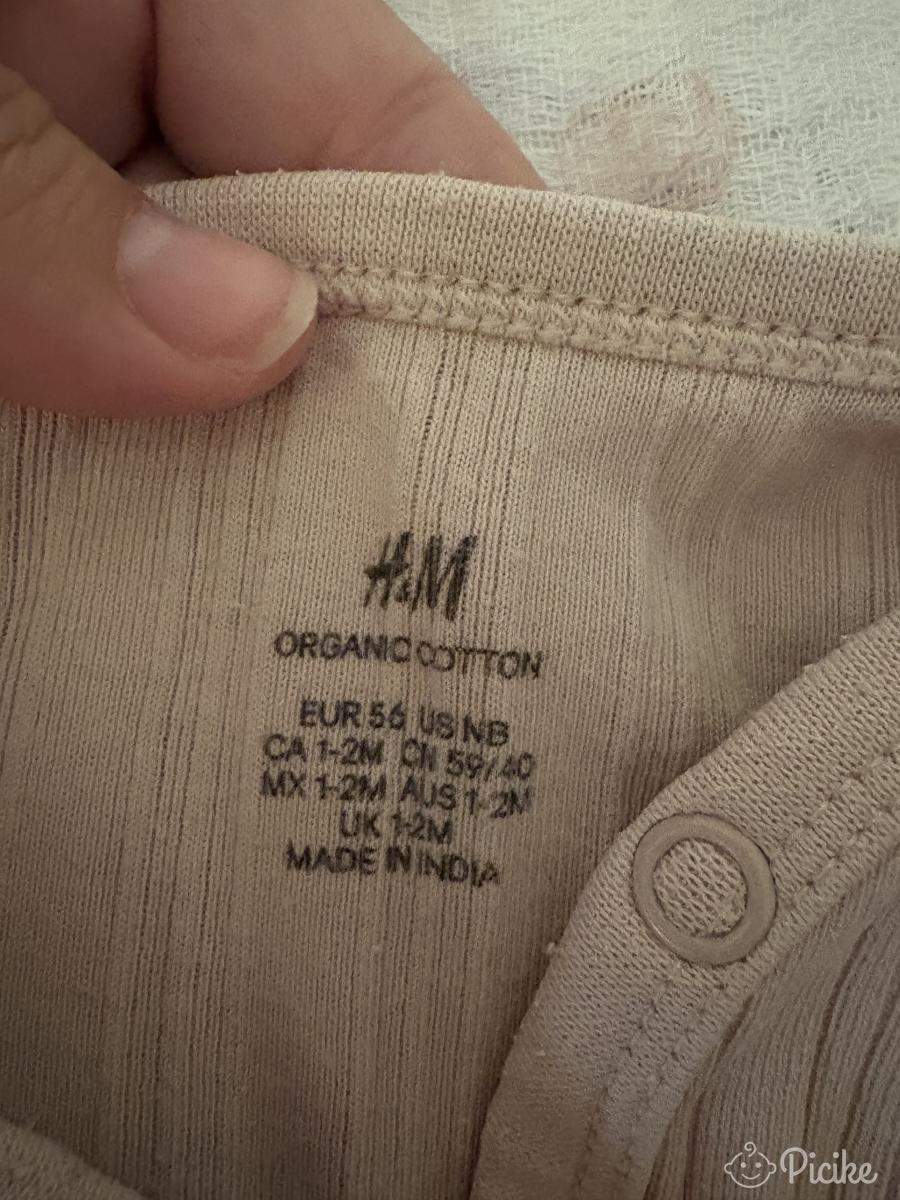 H&M
ORGANIC COTTON
EUR 56 US NB
CA 1-2M CN 59/40
MX 1-2M AUS 1-2M
UK 1-2M
MADE IN INDIA
Picike